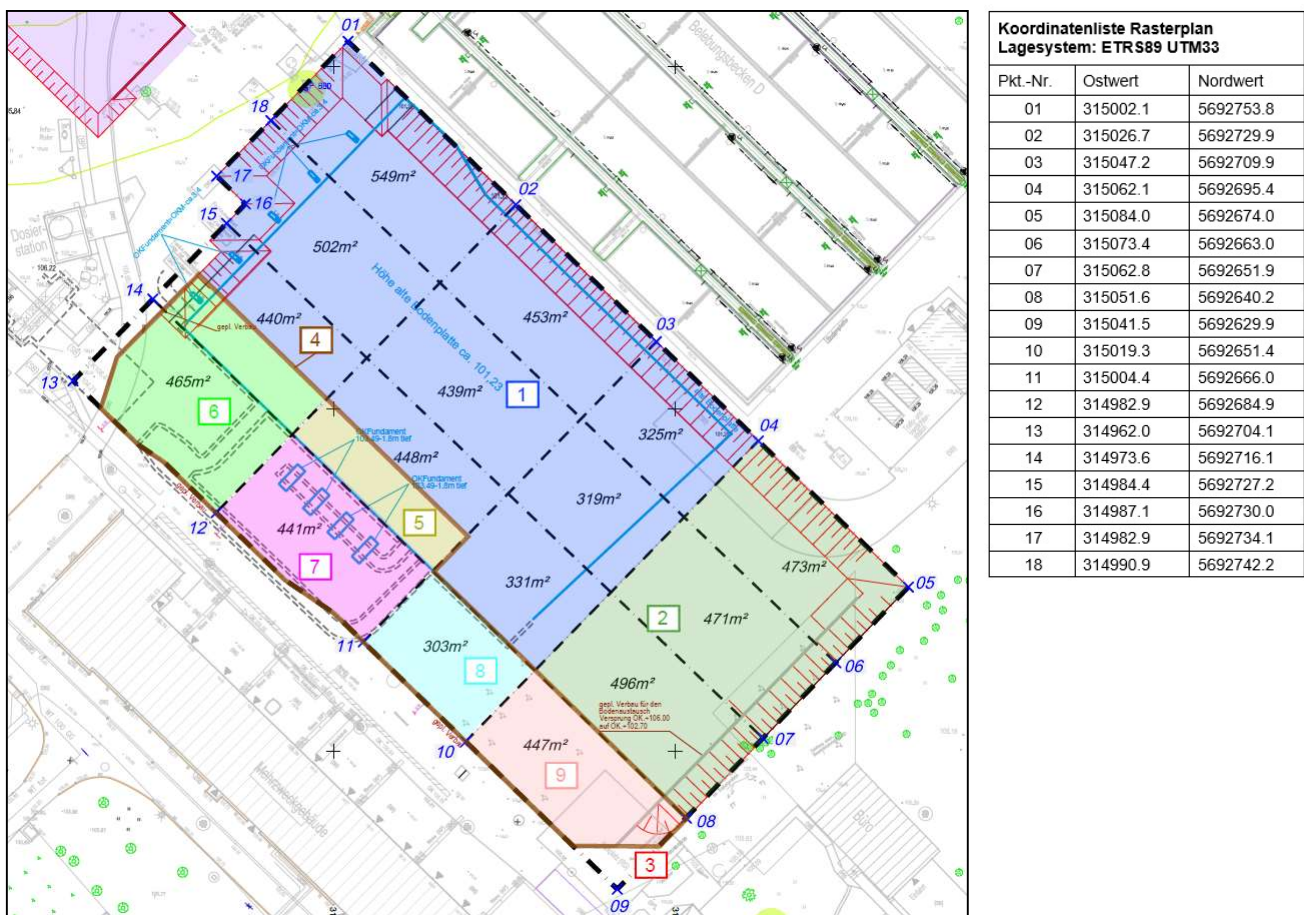 01
Belebungsbecken D
18
17
16
15
Dosier-
station
106,22
14
13
12
11
10
09
08
07
06
05
04
03
02
549m²
502m²
440m²
453m²
439m²
448m²
325m²
319m²
331m²
473m²
471m²
496m²
465m²
441m²
303m²
447m²
Höhe alte Bodenplatte ca. 101,23
gepl. Verbau
1
2
3
4
5
6
7
8
9
gepl. Verbau für den
Bodenaustausch
Versprung OK.=106.00
auf OK.=102.70
Mehrzweckgebäude
Büro
Koordinatenliste Rasterplan
Lagesystem: ETRS89 UTM33
Pkt.-Nr. Ostwert Nordwert
01 315002.1 5692753.8
02 315026.7 5692729.9
03 315047.2 5692709.9
04 315062.1 5692695.4
05 315084.0 5692674.0
06 315073.4 5692663.0
07 315062.8 5692651.9
08 315051.6 5692640.2
09 315041.5 5692629.9
10 315019.3 5692651.4
11 315004.4 5692666.0
12 314982.9 5692684.9
13 314962.0 5692704.1
14 314973.6 5692716.1
15 314984.4 5692727.2
16 314987.1 5692730.0
17 314982.9 5692734.1
18 314990.9 5692742.2